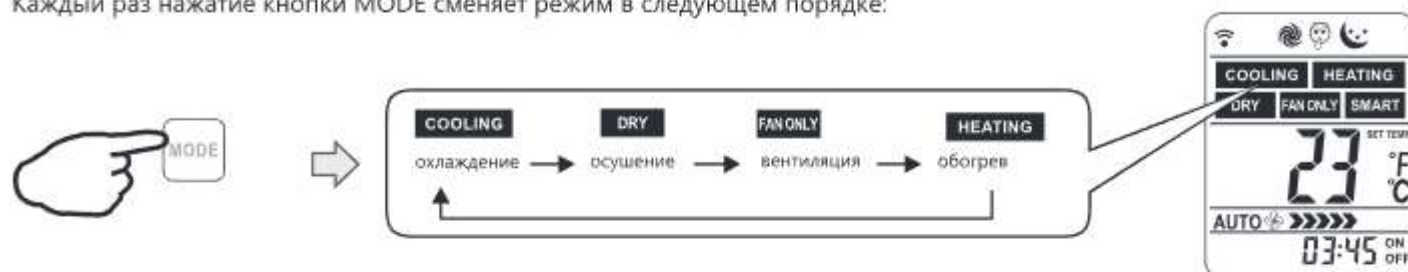 Каждый раз нажатие кнопки MODE сменяет режим в следующем порядке:
MODE
COOLING DRY FAN ONLY HEATING
охлаждение осушение вентиляция обогрев
COOLING HEATING
DRY FAN ONLY SMART
SET TEMP
23 °F
°C
AUTO
03:45 ON
OFF